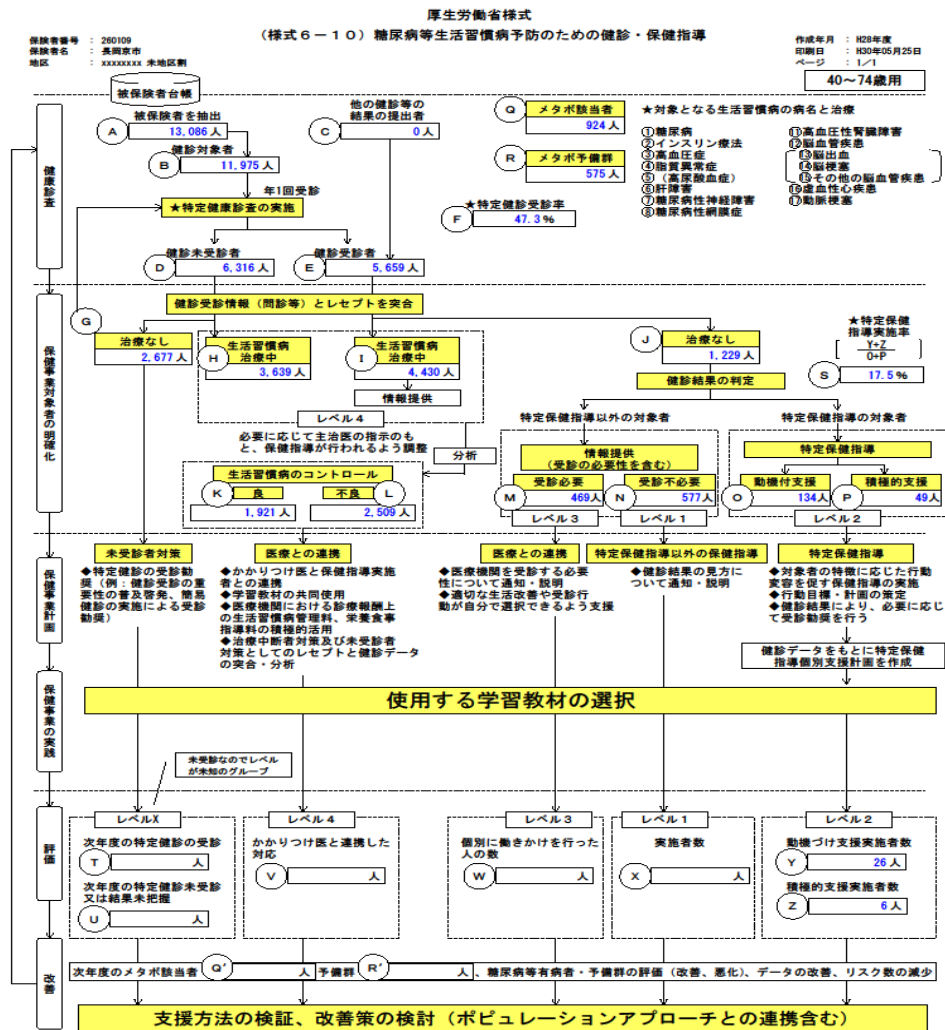 厚生労働省様式
（様式６－１０）糖尿病等生活習慣病予防のための健診・保健指導
保険者番号 ： 260109
保険者名 ： 長岡京市
地区 ： xxxxxxxx 未地区割
作成年月 ： H28年度
印刷日 ： H30年05月25日
ページ ： 1／1
40～74歳用
被保険者台帳
被保険者を抽出
A 13,086 人
他の健診等の
結果の提出者
C 0 人
健診対象者
B 11,975 人
年1回受診
★特定健康診査の実施
Q メタボ該当者
924 人
R メタボ予備群
575 人
★特定健診受診率
F 47.3 %
★対象となる生活習慣病の病名と治療
①糖尿病
②インスリン療法
③高血圧症
④脂質異常症
⑤（高尿酸血症）
⑥肝障害
⑦糖尿病性神経障害
⑧糖尿病性網膜症
⑪高血圧性腎臓障害
⑫脳血管疾患
⑬脳出血
⑭脳梗塞
⑮その他の脳血管疾患
⑯虚血性心疾患
⑰動脈梗塞
健診未受診者
D 6,316 人
健診受診者
E 5,659 人
健康診査
健診受診情報（問診等）とレセプトを突合
G
治療なし
2,677 人
H 生活習慣病
治療中
3,639 人
I 生活習慣病
治療中
4,430 人
情報提供
レベル４
J 治療なし
1,229 人
健診結果の判定
★特定保健
指導実施率
Y+Z
O+P
S 17.5 %
必要に応じて主治医の指示のも
と、保健指導が行われるよう調整
分析
生活習慣病のコントロール
K 良
1,921 人
不良 L
2,509 人
特定保健指導以外の対象者
情報提供
（受診の必要性を含む）
受診必要
M 469人
受診不必要
N 577人
レベル３
レベル１
特定保健指導の対象者
特定保健指導
動機付支援
O 134人
積極的支援
P 49人
レベル２
保健事業対象者の明確化
未受診者対策
◆特定健診の受診勧
奨（例：健診受診の重
要性の普及啓発、簡易
健診の実施による受診
勧奨）
医療との連携
◆かかりつけ医と保健指導実施
者との連携
◆学習教材の共同使用
◆医療機関における診療報酬上
の生活習慣病管理料、栄養食事
指導料の積極的活用
◆治療中断者対策及び未受診者
対策としてのレセプトと健診データ
の突合・分析
医療との連携
◆医療機関を受診する必要
性について通知・説明
◆適切な生活改善や受診行
動が自分で選択できるよう支援
特定保健指導以外の保健指導
◆健診結果の見方に
ついて通知・説明
特定保健指導
◆対象者の特徴に応じた行動
変容を促す保健指導の実施
◆行動目標・計画の策定
◆健診結果により、必要に応じ
て受診勧奨を行う
健診データをもとに特定保健
指導個別支援計画を作成
保健事業計画
使用する学習教材の選択
保健事業の実践
未受診なのでレベル
が未知のグループ
レベルX
次年度の特定健診の受診
T 人
次年度の特定健診未受診
又は結果未把握
U 人
レベル４
かかりつけ医と連携した
対応
V 人
レベル３
個別に働きかけを行った
人の数
W 人
レベル１
実施者数
X 人
レベル２
動機づけ支援実施者数
Y 26 人
積極的支援実施者数
Z 6 人
評価
次年度のメタボ該当者 Q' 人 予備群 R' 人 、糖尿病等有病者・予備群の評価（改善、悪化）、データの改善、リスク数の減少
改善
支援方法の検証、改善策の検討（ポピュレーションアプローチとの連携含む）